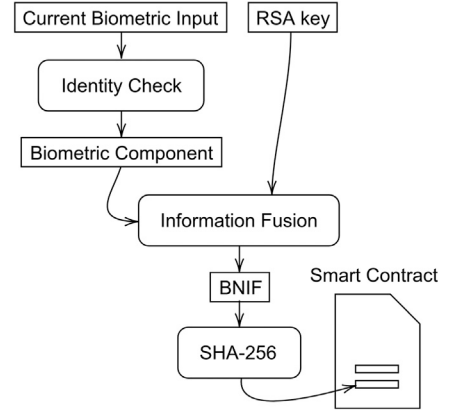 Current Biometric Input
RSA key
Identity Check
Biometric Component
Information Fusion
BNIF
Smart Contract
SHA-256